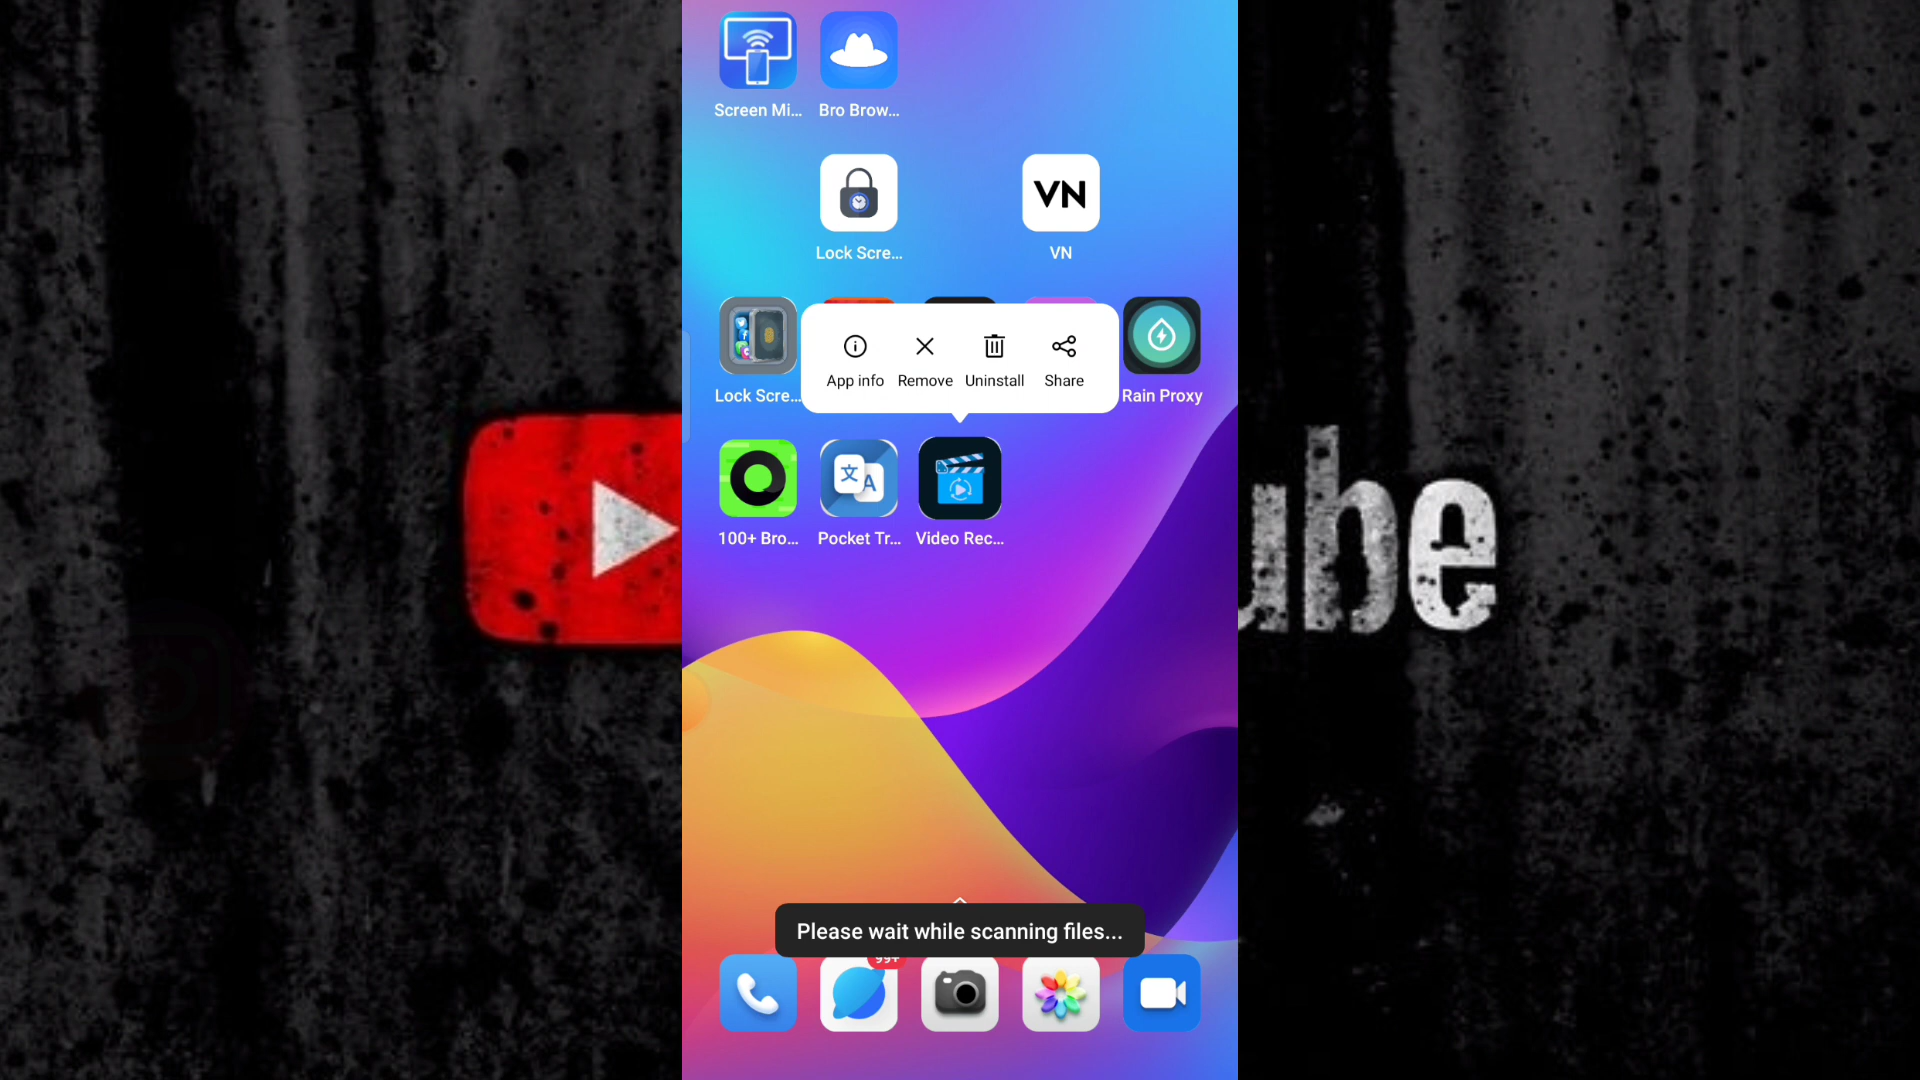 Screen Mi...
Bro Brow...
Lock Scre...
VN
VN
App info
Remove
Uninstall
Share
Lock Scre...
Rain Proxy
文
A
100+ Bro...
Pocket Tr...
Video Rec...
ube
Please wait while scanning files...
99+